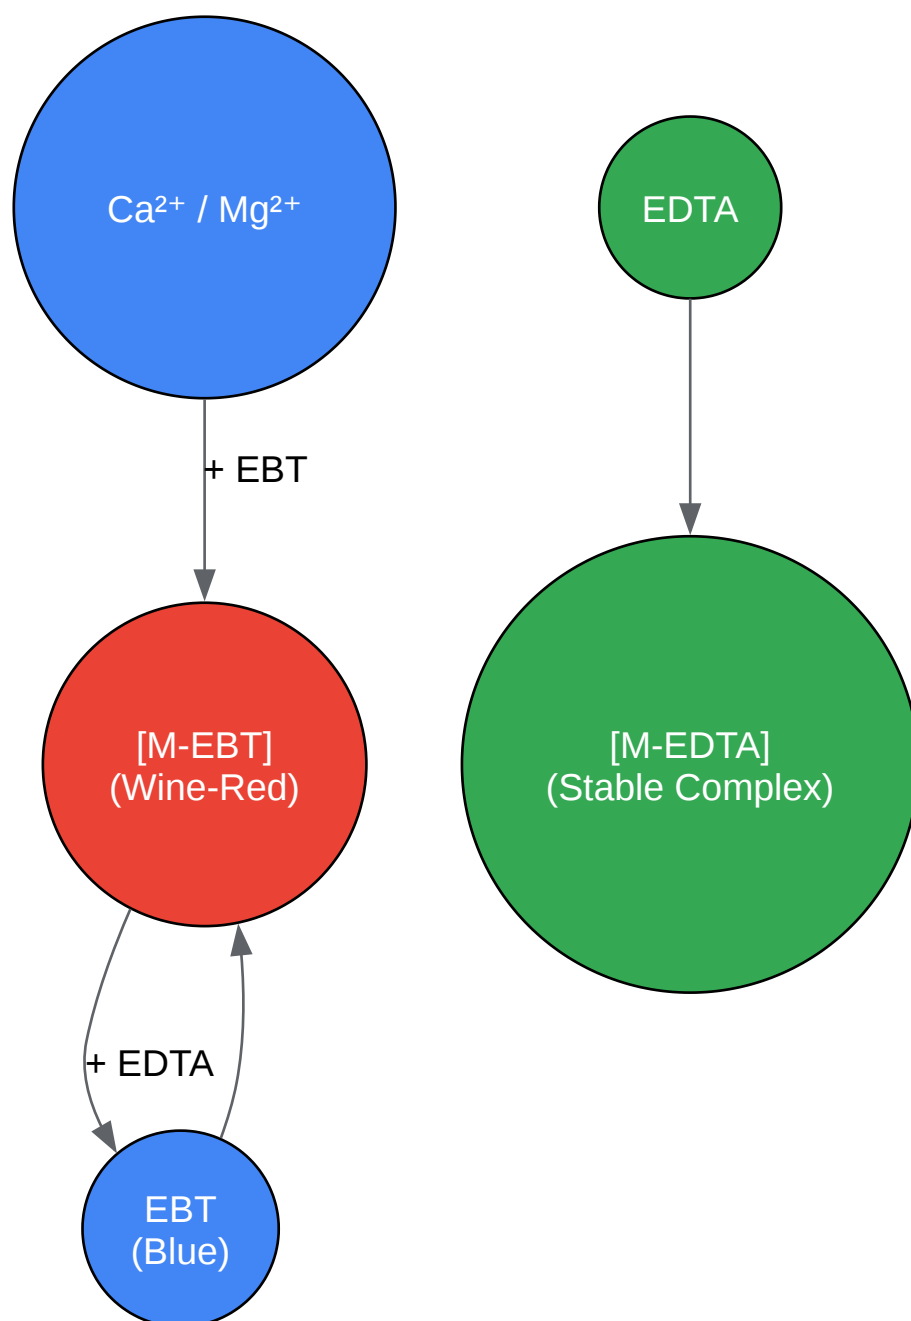 Ca²⁺ / Mg²⁺
EDTA
+ EBT
[M-EBT]
(Wine-Red)
[M-EDTA]
(Stable Complex)
+ EDTA
EBT
(Blue)